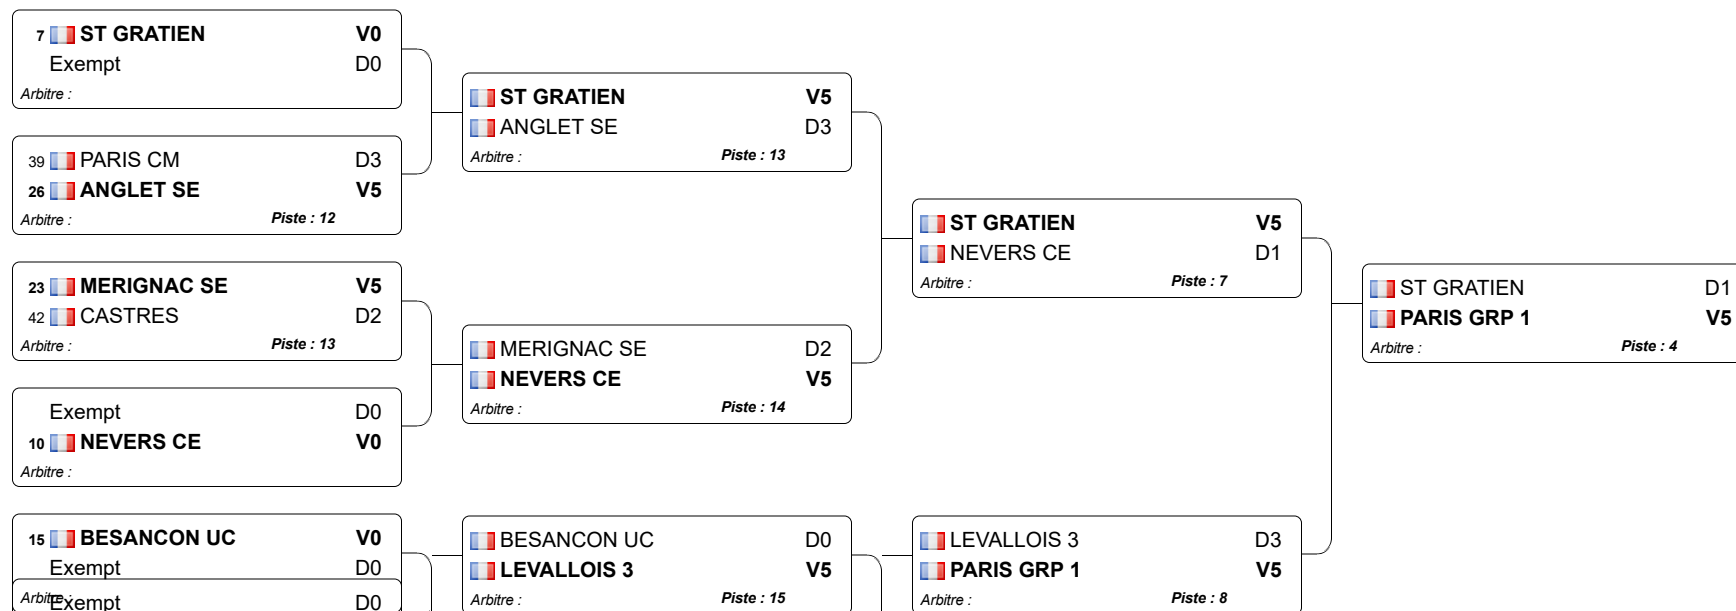 7 ST GRATIEN V0
Exempt D0
Arbitre :
39 PARIS CM D3
26 ANGLET SE V5
Arbitre : Piste : 12
23 MERIGNAC SE V5
42 CASTRES D2
Arbitre : Piste : 13
Exempt D0
10 NEVERS CE V0
Arbitre :
15 BESANCON UC V0
Exempt D0
Arbitre :
Exempt D0
ST GRATIEN V5
ANGLET SE D3
Arbitre : Piste : 13
MERIGNAC SE D2
NEVERS CE V5
Arbitre : Piste : 14
BESANCON UC D0
LEVALLOIS 3 V5
Arbitre : Piste : 15
ST GRATIEN V5
NEVERS CE D1
Arbitre : Piste : 7
LEVALLOIS 3 D3
PARIS GRP 1 V5
Arbitre : Piste : 8
ST GRATIEN D1
PARIS GRP 1 V5
Arbitre : Piste : 4